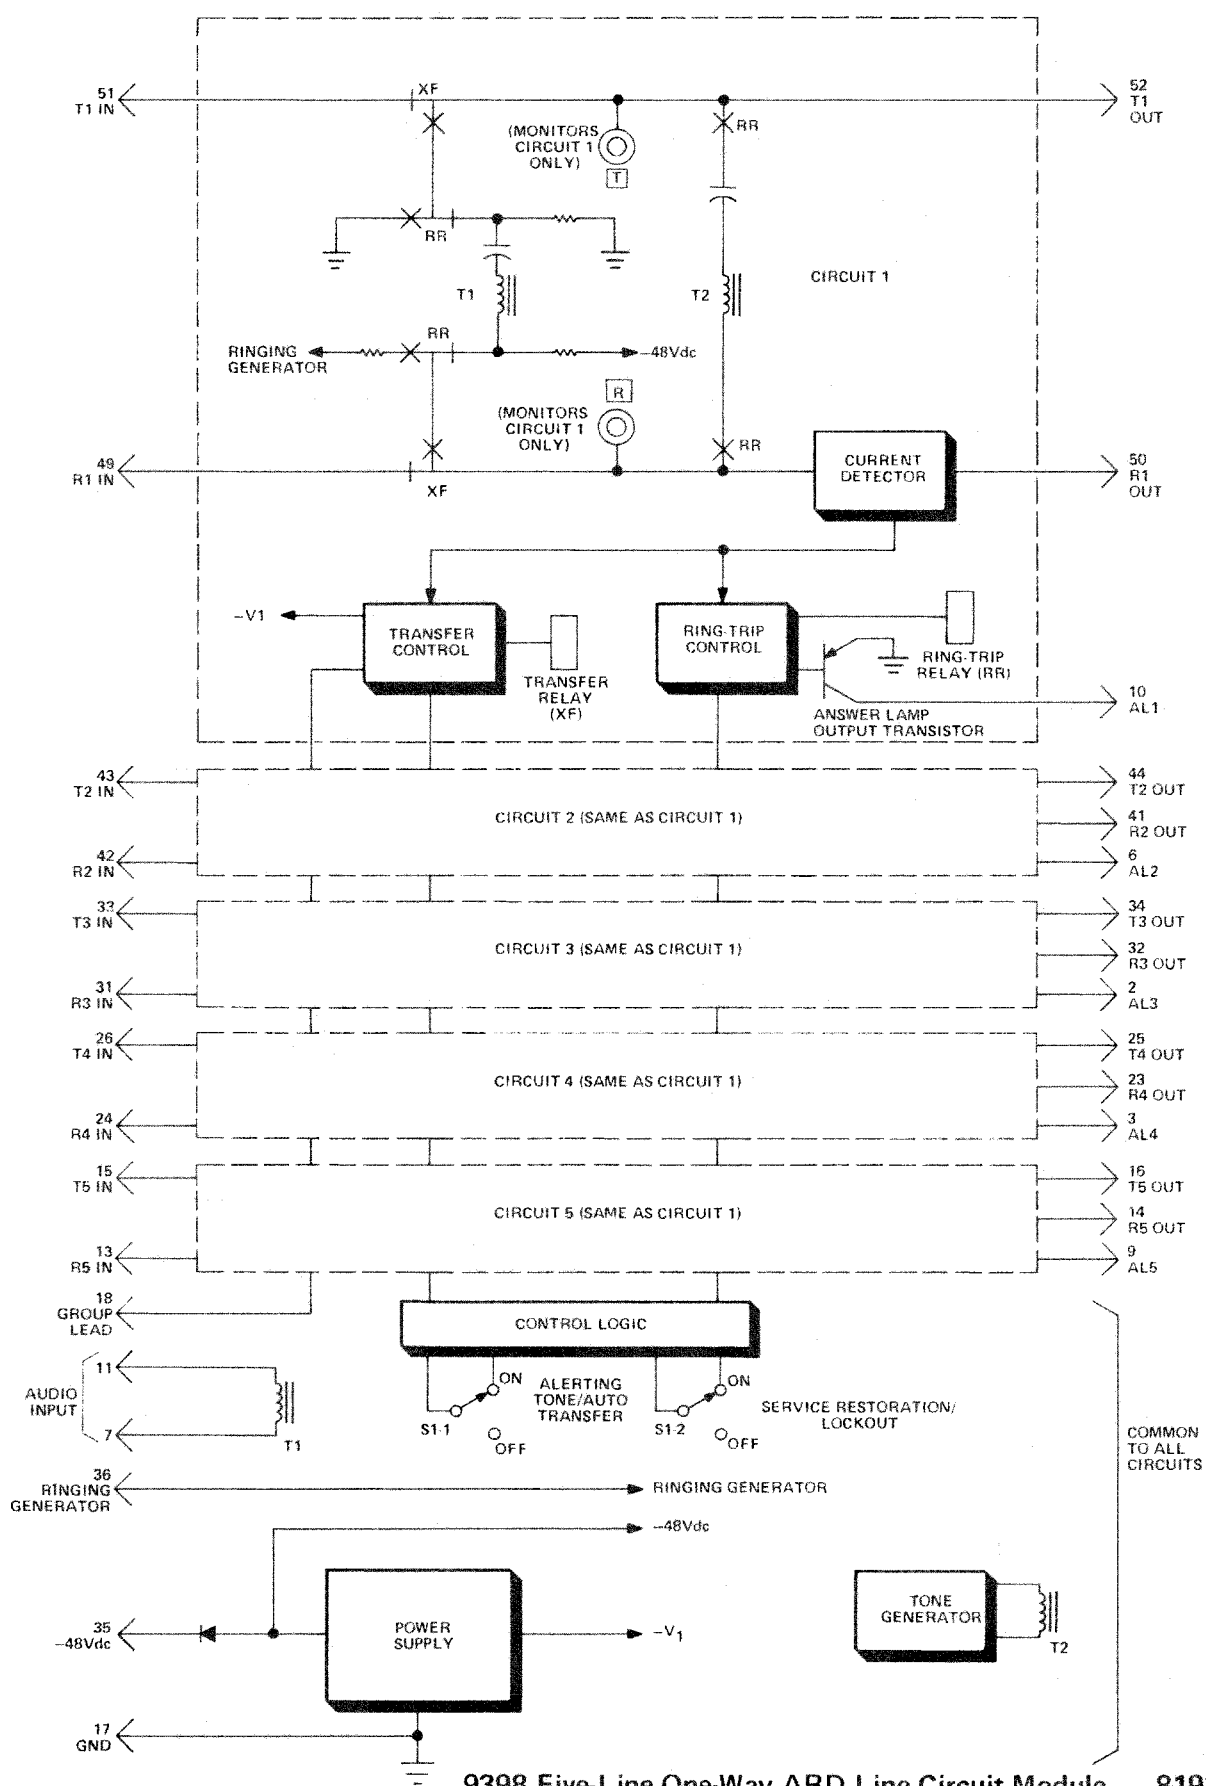 51
T1 IN
XF
52
T1
OUT
(MONITORS
CIRCUIT 1
ONLY)
T
RR
RR
T1
T2
CIRCUIT 1
RR
RINGING
GENERATOR
-48Vdc
R
(MONITORS
CIRCUIT 1
ONLY)
RR
49
R1 IN
XF
CURRENT
DETECTOR
50
R1
OUT
-V1
TRANSFER
CONTROL
TRANSFER
RELAY
(XF)
RING-TRIP
CONTROL
RING-TRIP
RELAY (RR)
ANSWER LAMP
OUTPUT TRANSISTOR
10
AL1
43
T2 IN
44
T2 OUT
CIRCUIT 2 (SAME AS CIRCUIT 1)
41
R2 OUT
42
R2 IN
6
AL2
33
T3 IN
34
T3 OUT
CIRCUIT 3 (SAME AS CIRCUIT 1)
32
R3 OUT
31
R3 IN
2
AL3
26
T4 IN
25
T4 OUT
CIRCUIT 4 (SAME AS CIRCUIT 1)
23
R4 OUT
24
R4 IN
3
AL4
15
T5 IN
16
T5 OUT
CIRCUIT 5 (SAME AS CIRCUIT 1)
14
R5 OUT
13
R5 IN
9
AL5
18
GROUP
LEAD
CONTROL LOGIC
AUDIO
INPUT
11
7
T1
S1-1
ON
OFF
ALERTING
TONE/AUTO
TRANSFER
S1-2
ON
OFF
SERVICE RESTORATION/
LOCKOUT
COMMON
TO ALL
CIRCUITS
36
RINGING
GENERATOR
RINGING GENERATOR
-48Vdc
35
-48Vdc
POWER
SUPPLY
-V1
TONE
GENERATOR
T2
17
GND
9398 Five-Line One-Way ARD Line Circuit Module